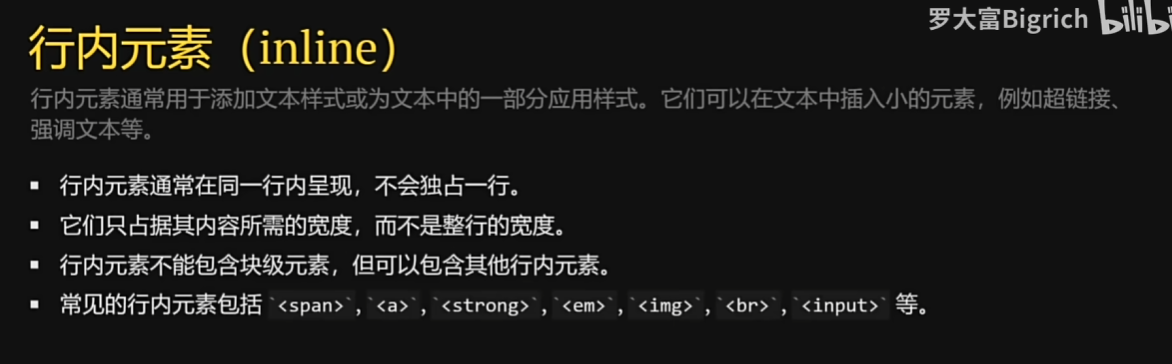 罗大富Bigrich bilibi
行内元素（inline）
行内元素通常用于添加文本样式或为文本中的一部分应用样式。它们可以在文本中插入小的元素，例如超链接、
强调文本等。
▪ 行内元素通常在同一行内呈现，不会独占一行。
▪ 它们只占据其内容所需的宽度，而不是整行的宽度。
▪ 行内元素不能包含块级元素，但可以包含其他行内元素。
▪ 常见的行内元素包括 `<span>`, `<a>`, `<strong>`, `<em>`, `<img>`, `<br>`, `<input>` 等。